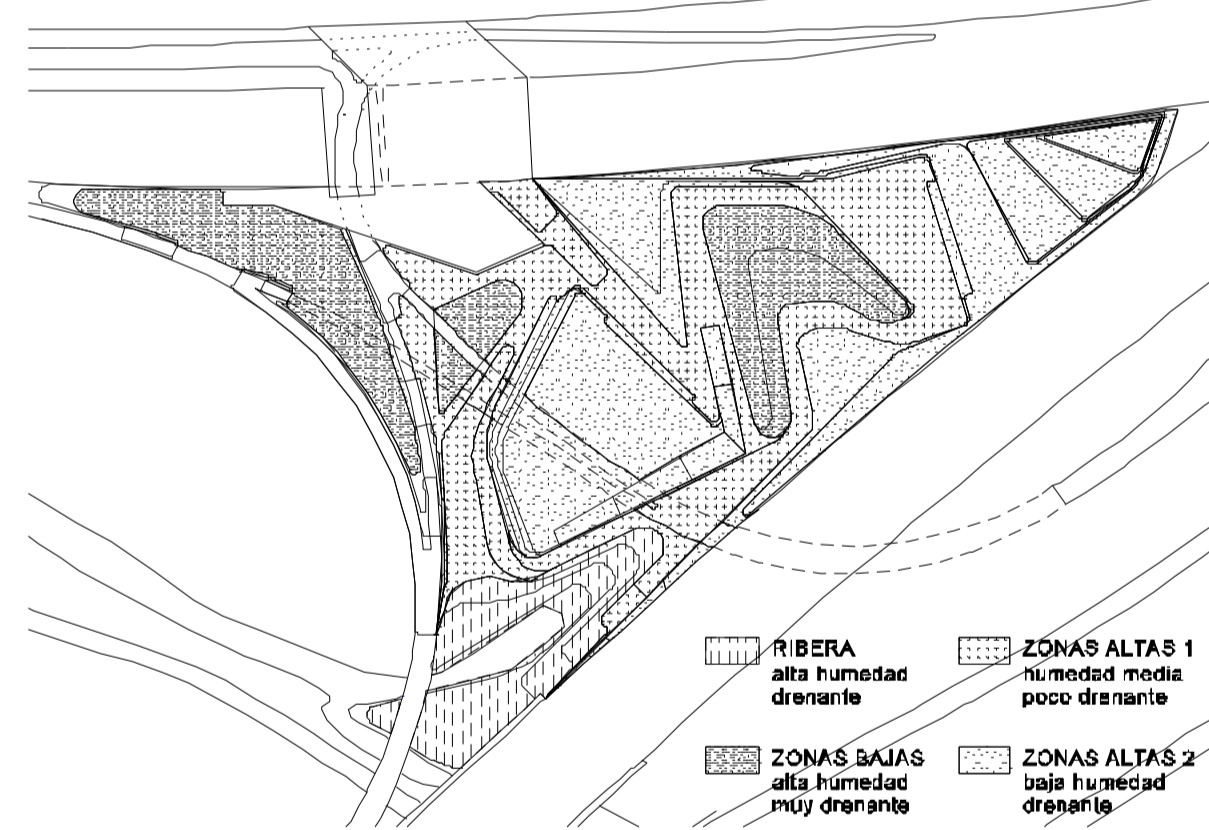 RIBERA
alta humedad
drenante
ZONAS BAJAS
alta humedad
muy drenante
ZONAS ALTAS 1
humedad media
poco drenante
ZONAS ALTAS 2
baja humedad
drenante